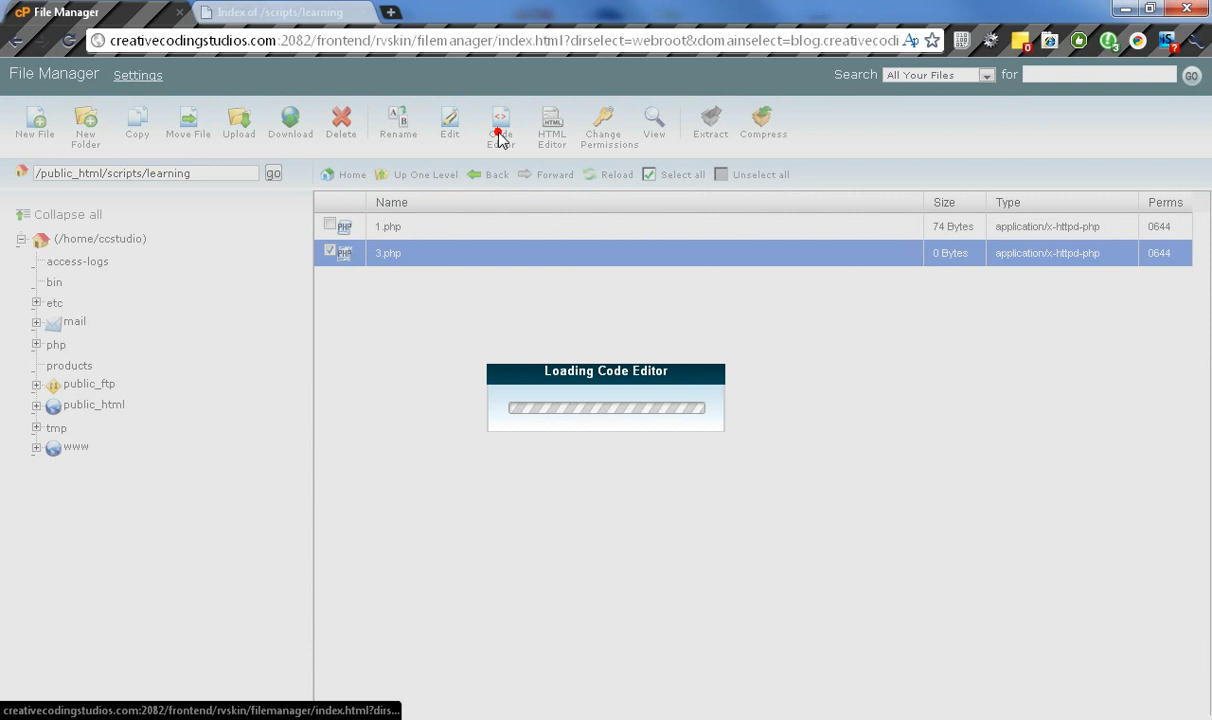 cP File Manager
Index of /scripts/learning
creativecodingstudios.com:2082/frontend/rvskin/filemanager/index.html?dirselect=webroot&domainselect=blog.creativecodi
File Manager Settings
Search All Your Files for GO
New File
New Folder
Copy
Move File
Upload
Download
Delete
Rename
Edit
Code Editor
HTML Editor
Change Permissions
View
Extract
Compress
/public_html/scripts/learning go
Home Up One Level Back Forward Reload Select all Unselect all
Collapse all
(/home/ccstudio)
access-logs
bin
etc
mail
php
products
public_ftp
public_html
tmp
www
Name Size Type Perms
1.php 74 Bytes application/x-httpd-php 0644
3.php 0 Bytes application/x-httpd-php 0644
Loading Code Editor
creativecodingstudios.com:2082/frontend/rvskin/filemanager/index.html?dirs...